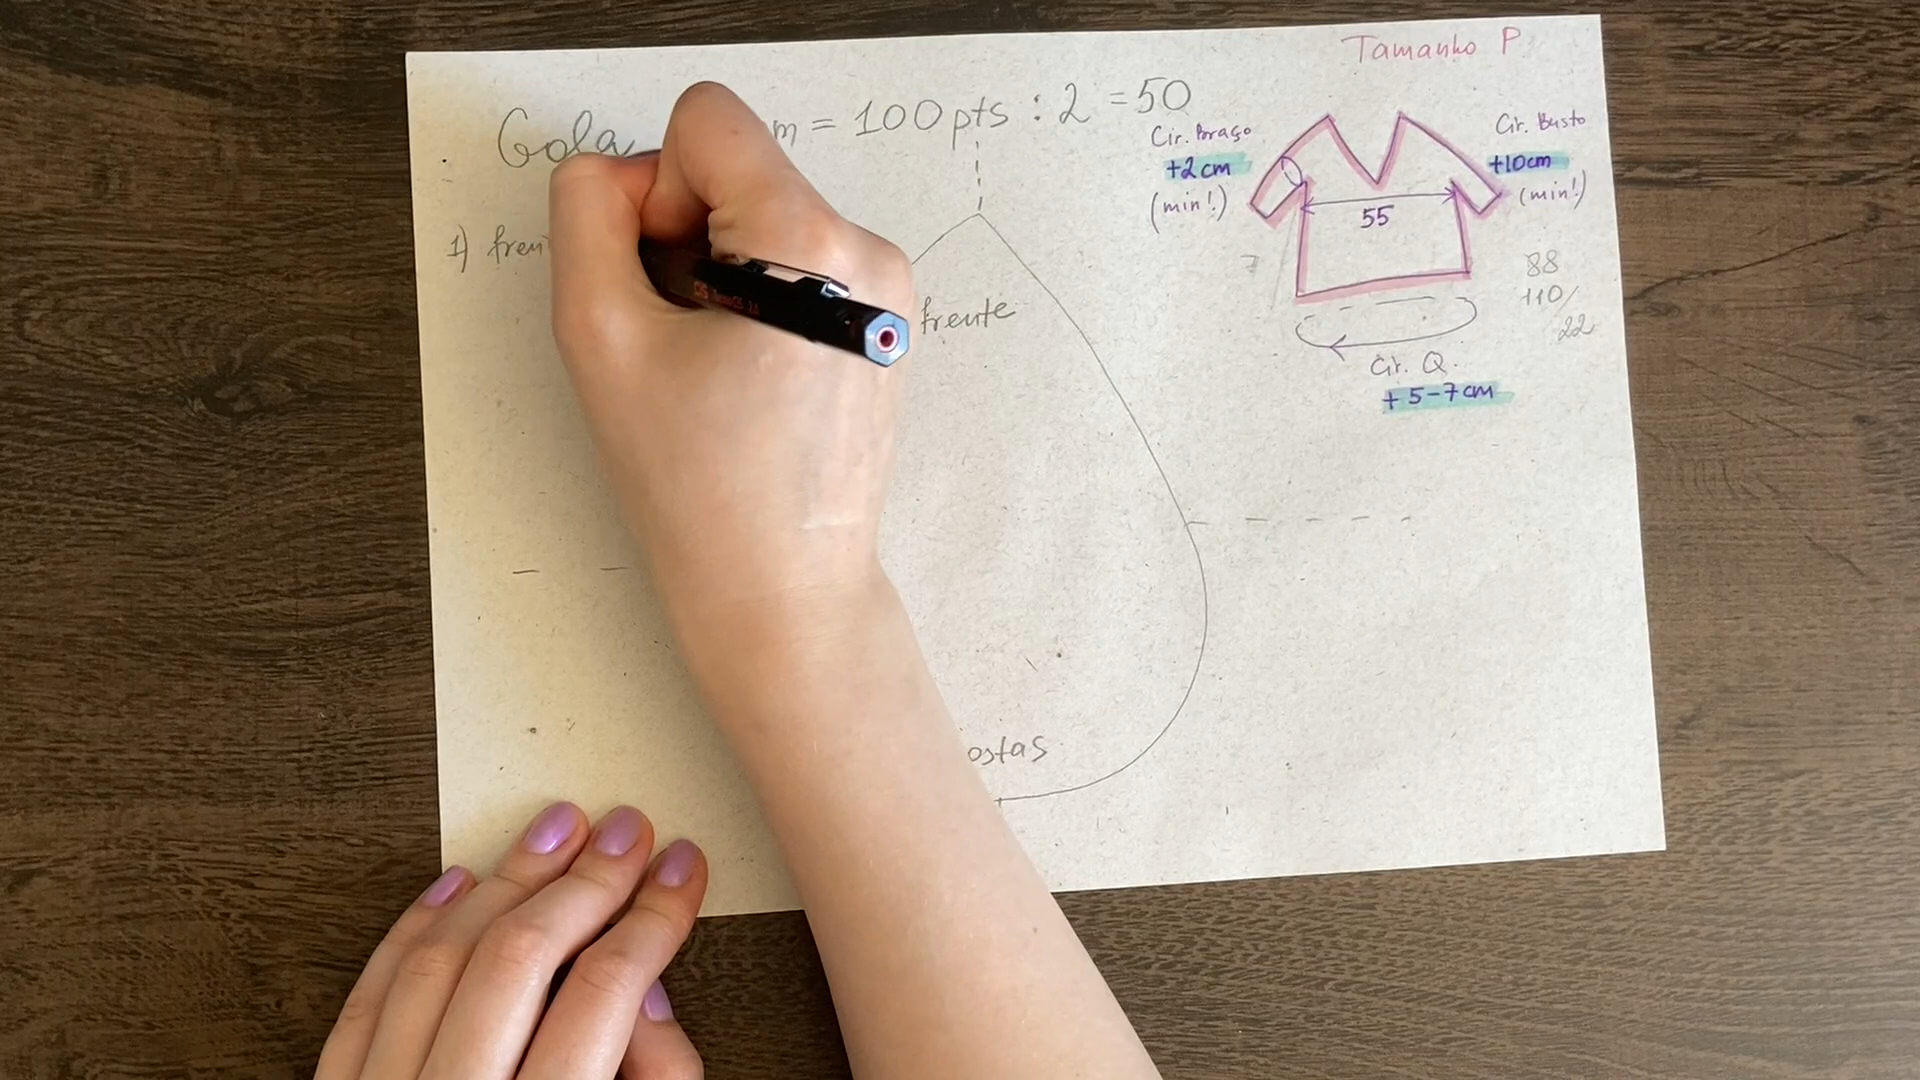 Tamanho P
Gola m = 100 pts : 2 = 50
Cir. Braço
+2 cm
(min!)
Cir. Busto
+10cm
(min!)
55
1) fren
frente
7
88
110/
22
Cir. Q.
+ 5-7 cm
ostas